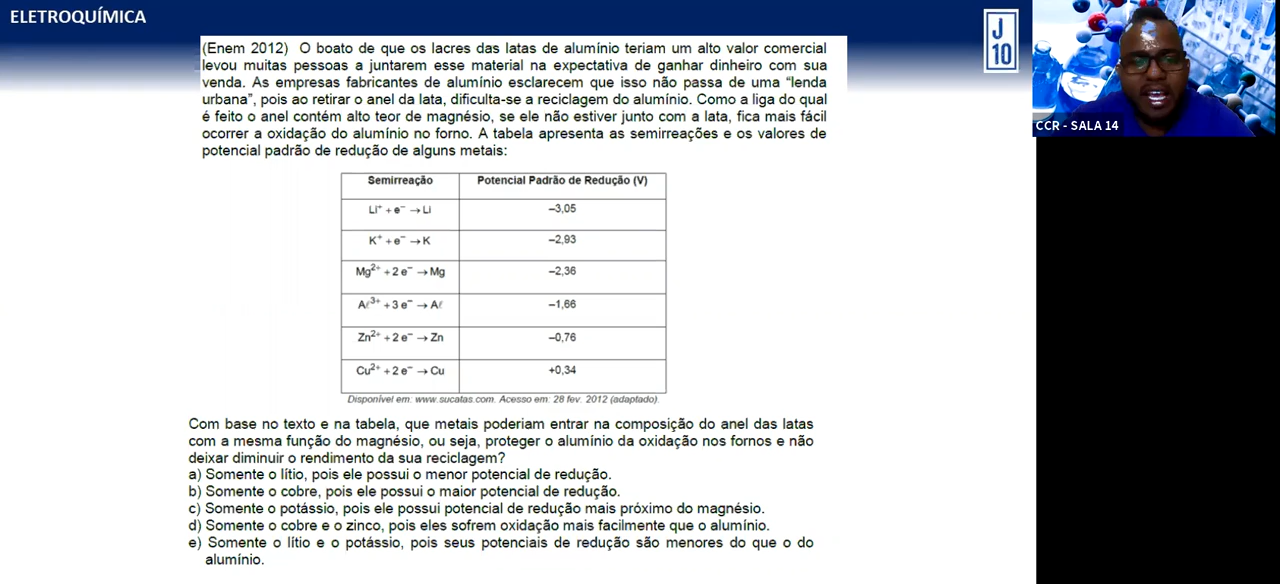 ELETROQUÍMICA
J
10
CCR - SALA 14
(Enem 2012) O boato de que os lacres das latas de alumínio teriam um alto valor comercial
levou muitas pessoas a juntarem esse material na expectativa de ganhar dinheiro com sua
venda. As empresas fabricantes de alumínio esclarecem que isso não passa de uma “lenda
urbana”, pois ao retirar o anel da lata, dificulta-se a reciclagem do alumínio. Como a liga do qual
é feito o anel contém alto teor de magnésio, se ele não estiver junto com a lata, fica mais fácil
ocorrer a oxidação do alumínio no forno. A tabela apresenta as semirreações e os valores de
potencial padrão de redução de alguns metais:
Semirreação Potencial Padrão de Redução (V)
Li⁺ + e⁻ → Li –3,05
K⁺ + e⁻ → K –2,93
Mg²⁺ + 2 e⁻ → Mg –2,36
Aℓ³⁺ + 3 e⁻ → Aℓ –1,66
Zn²⁺ + 2 e⁻ → Zn –0,76
Cu²⁺ + 2 e⁻ → Cu +0,34
Disponível em: www.sucatas.com. Acesso em: 28 fev. 2012 (adaptado).
Com base no texto e na tabela, que metais poderiam entrar na composição do anel das latas
com a mesma função do magnésio, ou seja, proteger o alumínio da oxidação nos fornos e não
deixar diminuir o rendimento da sua reciclagem?
a) Somente o lítio, pois ele possui o menor potencial de redução.
b) Somente o cobre, pois ele possui o maior potencial de redução.
c) Somente o potássio, pois ele possui potencial de redução mais próximo do magnésio.
d) Somente o cobre e o zinco, pois eles sofrem oxidação mais facilmente que o alumínio.
e) Somente o lítio e o potássio, pois seus potenciais de redução são menores do que o do
alumínio.